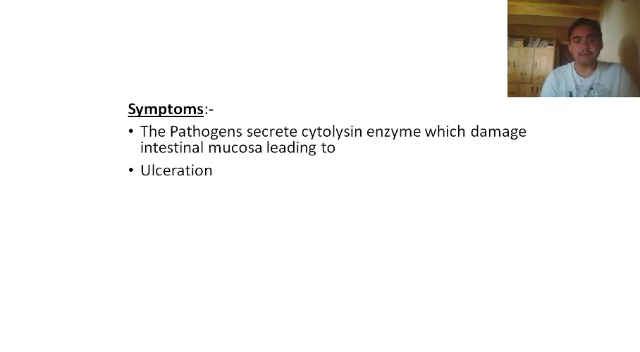 Symptoms:-
• The Pathogens secrete cytolysin enzyme which damage
intestinal mucosa leading to
• Ulceration